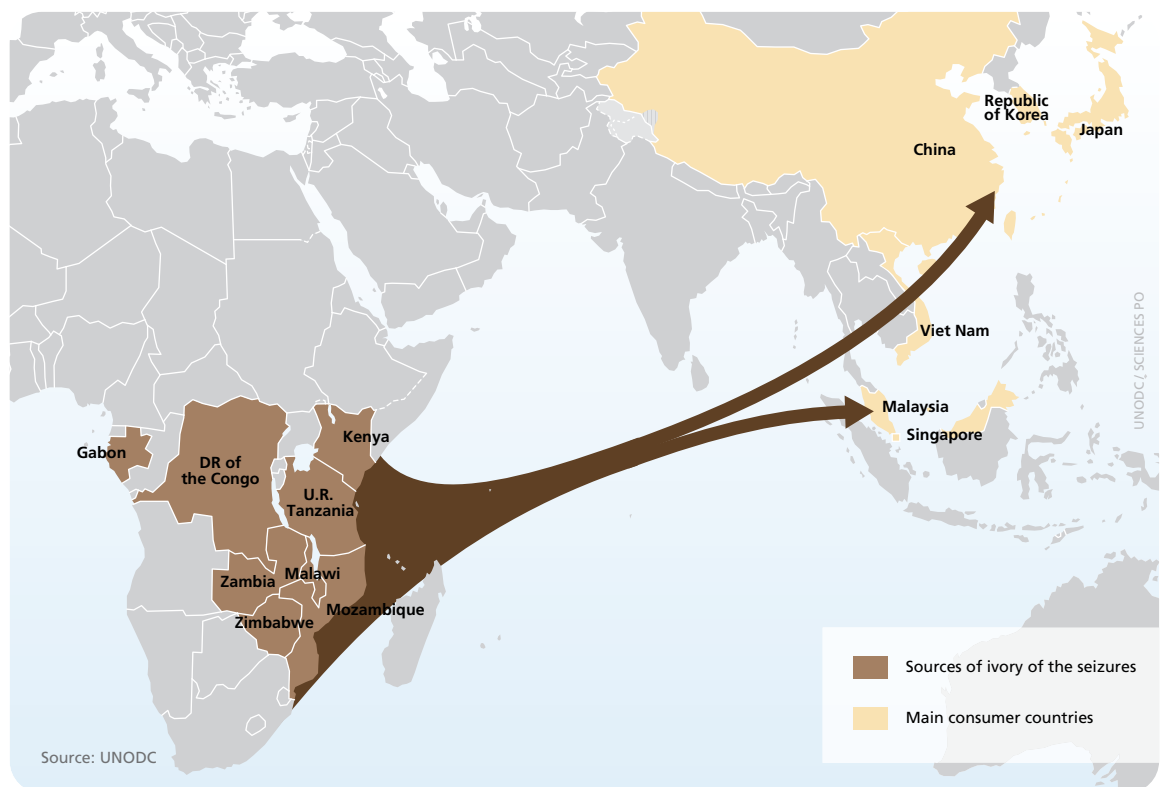 Republic
of Korea
Japan
China
Viet Nam
Malaysia
Singapore
Kenya
Gabon
DR of
the Congo
U.R.
Tanzania
Malawi
Zambia
Mozambique
Zimbabwe
Sources of ivory of the seizures
Main consumer countries
Source: UNODC
UNODC / SCIENCES PO